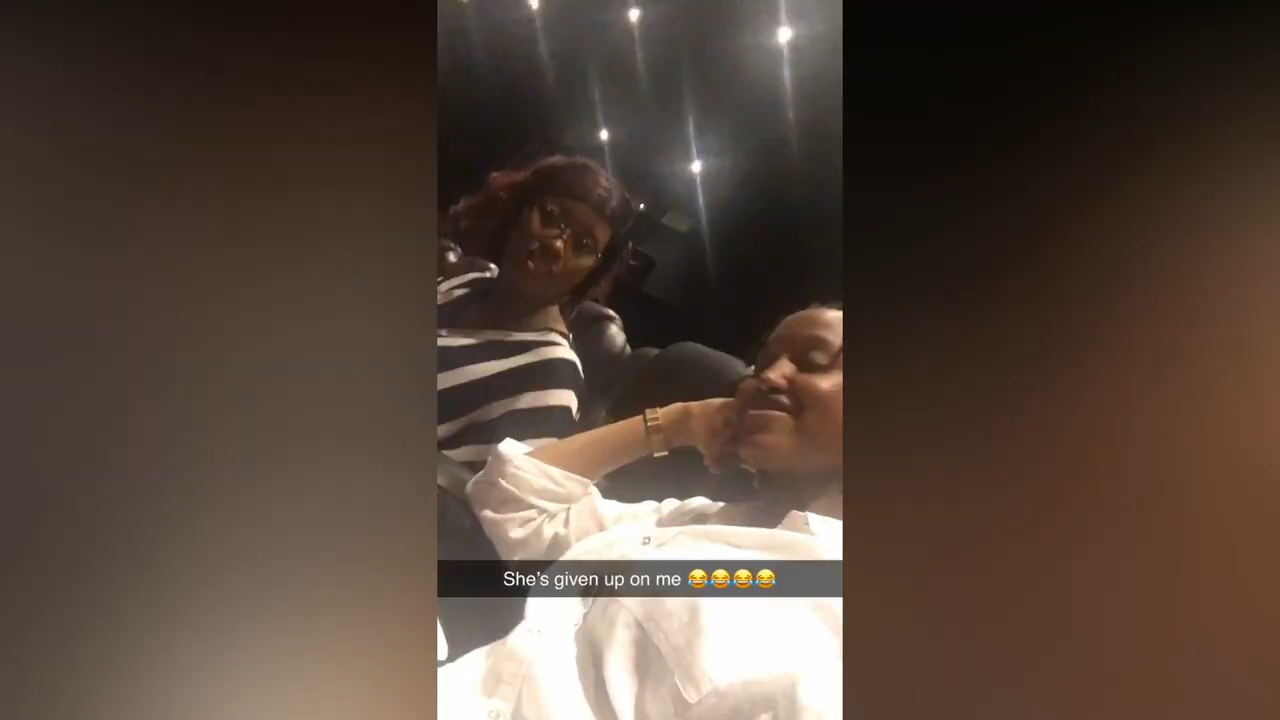 She's given up on me 😂😂😂😂